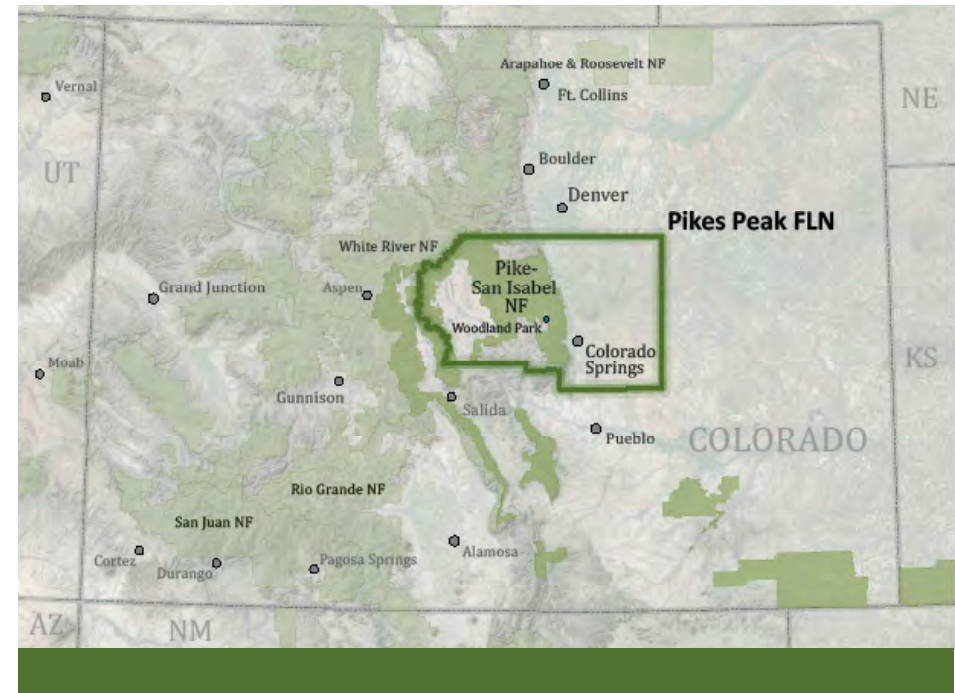 Arapahoe & Roosevelt NF
Vernal
Ft. Collins
NE
UT
Boulder
Denver
Pikes Peak FLN
White River NF
Pike-
San Isabel
NF
Grand Junction
Aspen
Woodland Park
Colorado
Springs
KS
Moab
Gunnison
Salida
Pueblo
COLORADO
Rio Grande NF
San Juan NF
Cortez
Durango
Pagosa Springs
Alamosa
AZ
NM